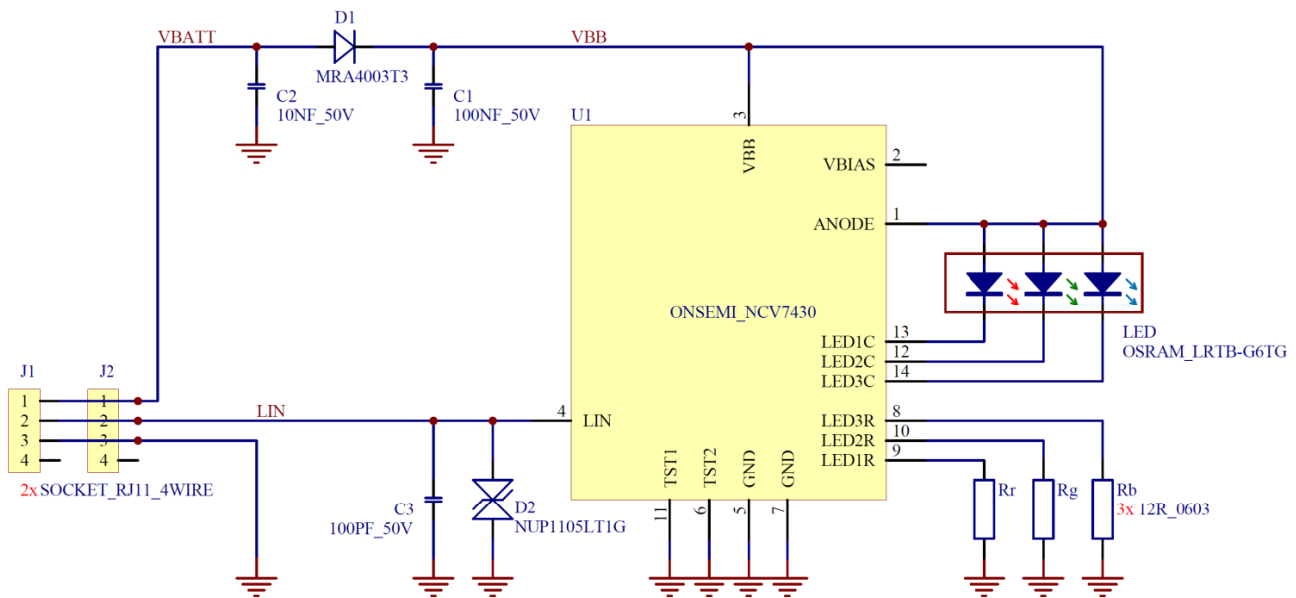 D1
VBATT
VBB
MRA4003T3
C2
10NF_50V
C1
100NF_50V
U1
3
VBB
VBIAS
2
ANODE
1
ONSEMI_NCV7430
LED
OSRAM_LRTB-G6TG
LED1C
13
LED2C
12
LED3C
14
J1
J2
1
2
3
4
1
2
3
4
2x SOCKET_RJ11_4WIRE
LIN
4
LIN
LED3R
8
LED2R
10
LED1R
9
TST1
TST2
GND
GND
11
6
5
7
C3
100PF_50V
D2
NUP1105LT1G
Rr
Rg
Rb
3x 12R_0603